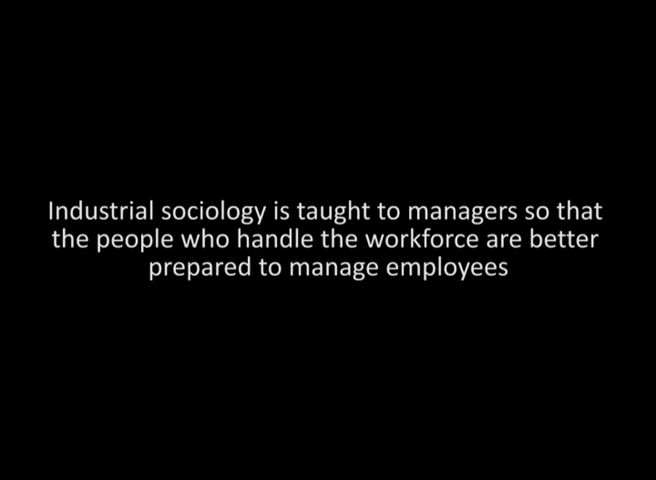 Industrial sociology is taught to managers so that
the people who handle the workforce are better
prepared to manage employees